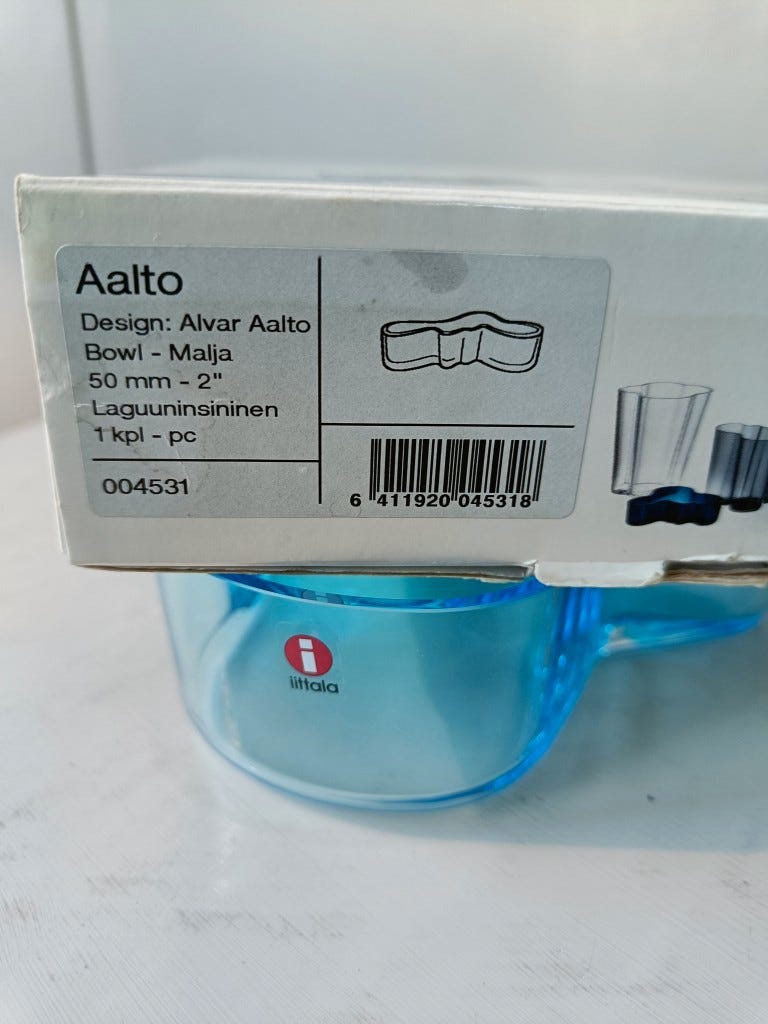 Aalto
Design: Alvar Aalto
Bowl - Malja
50 mm - 2"
Laguuninsininen
1 kpl - pc
004531
6 411920 045318
i
iittala